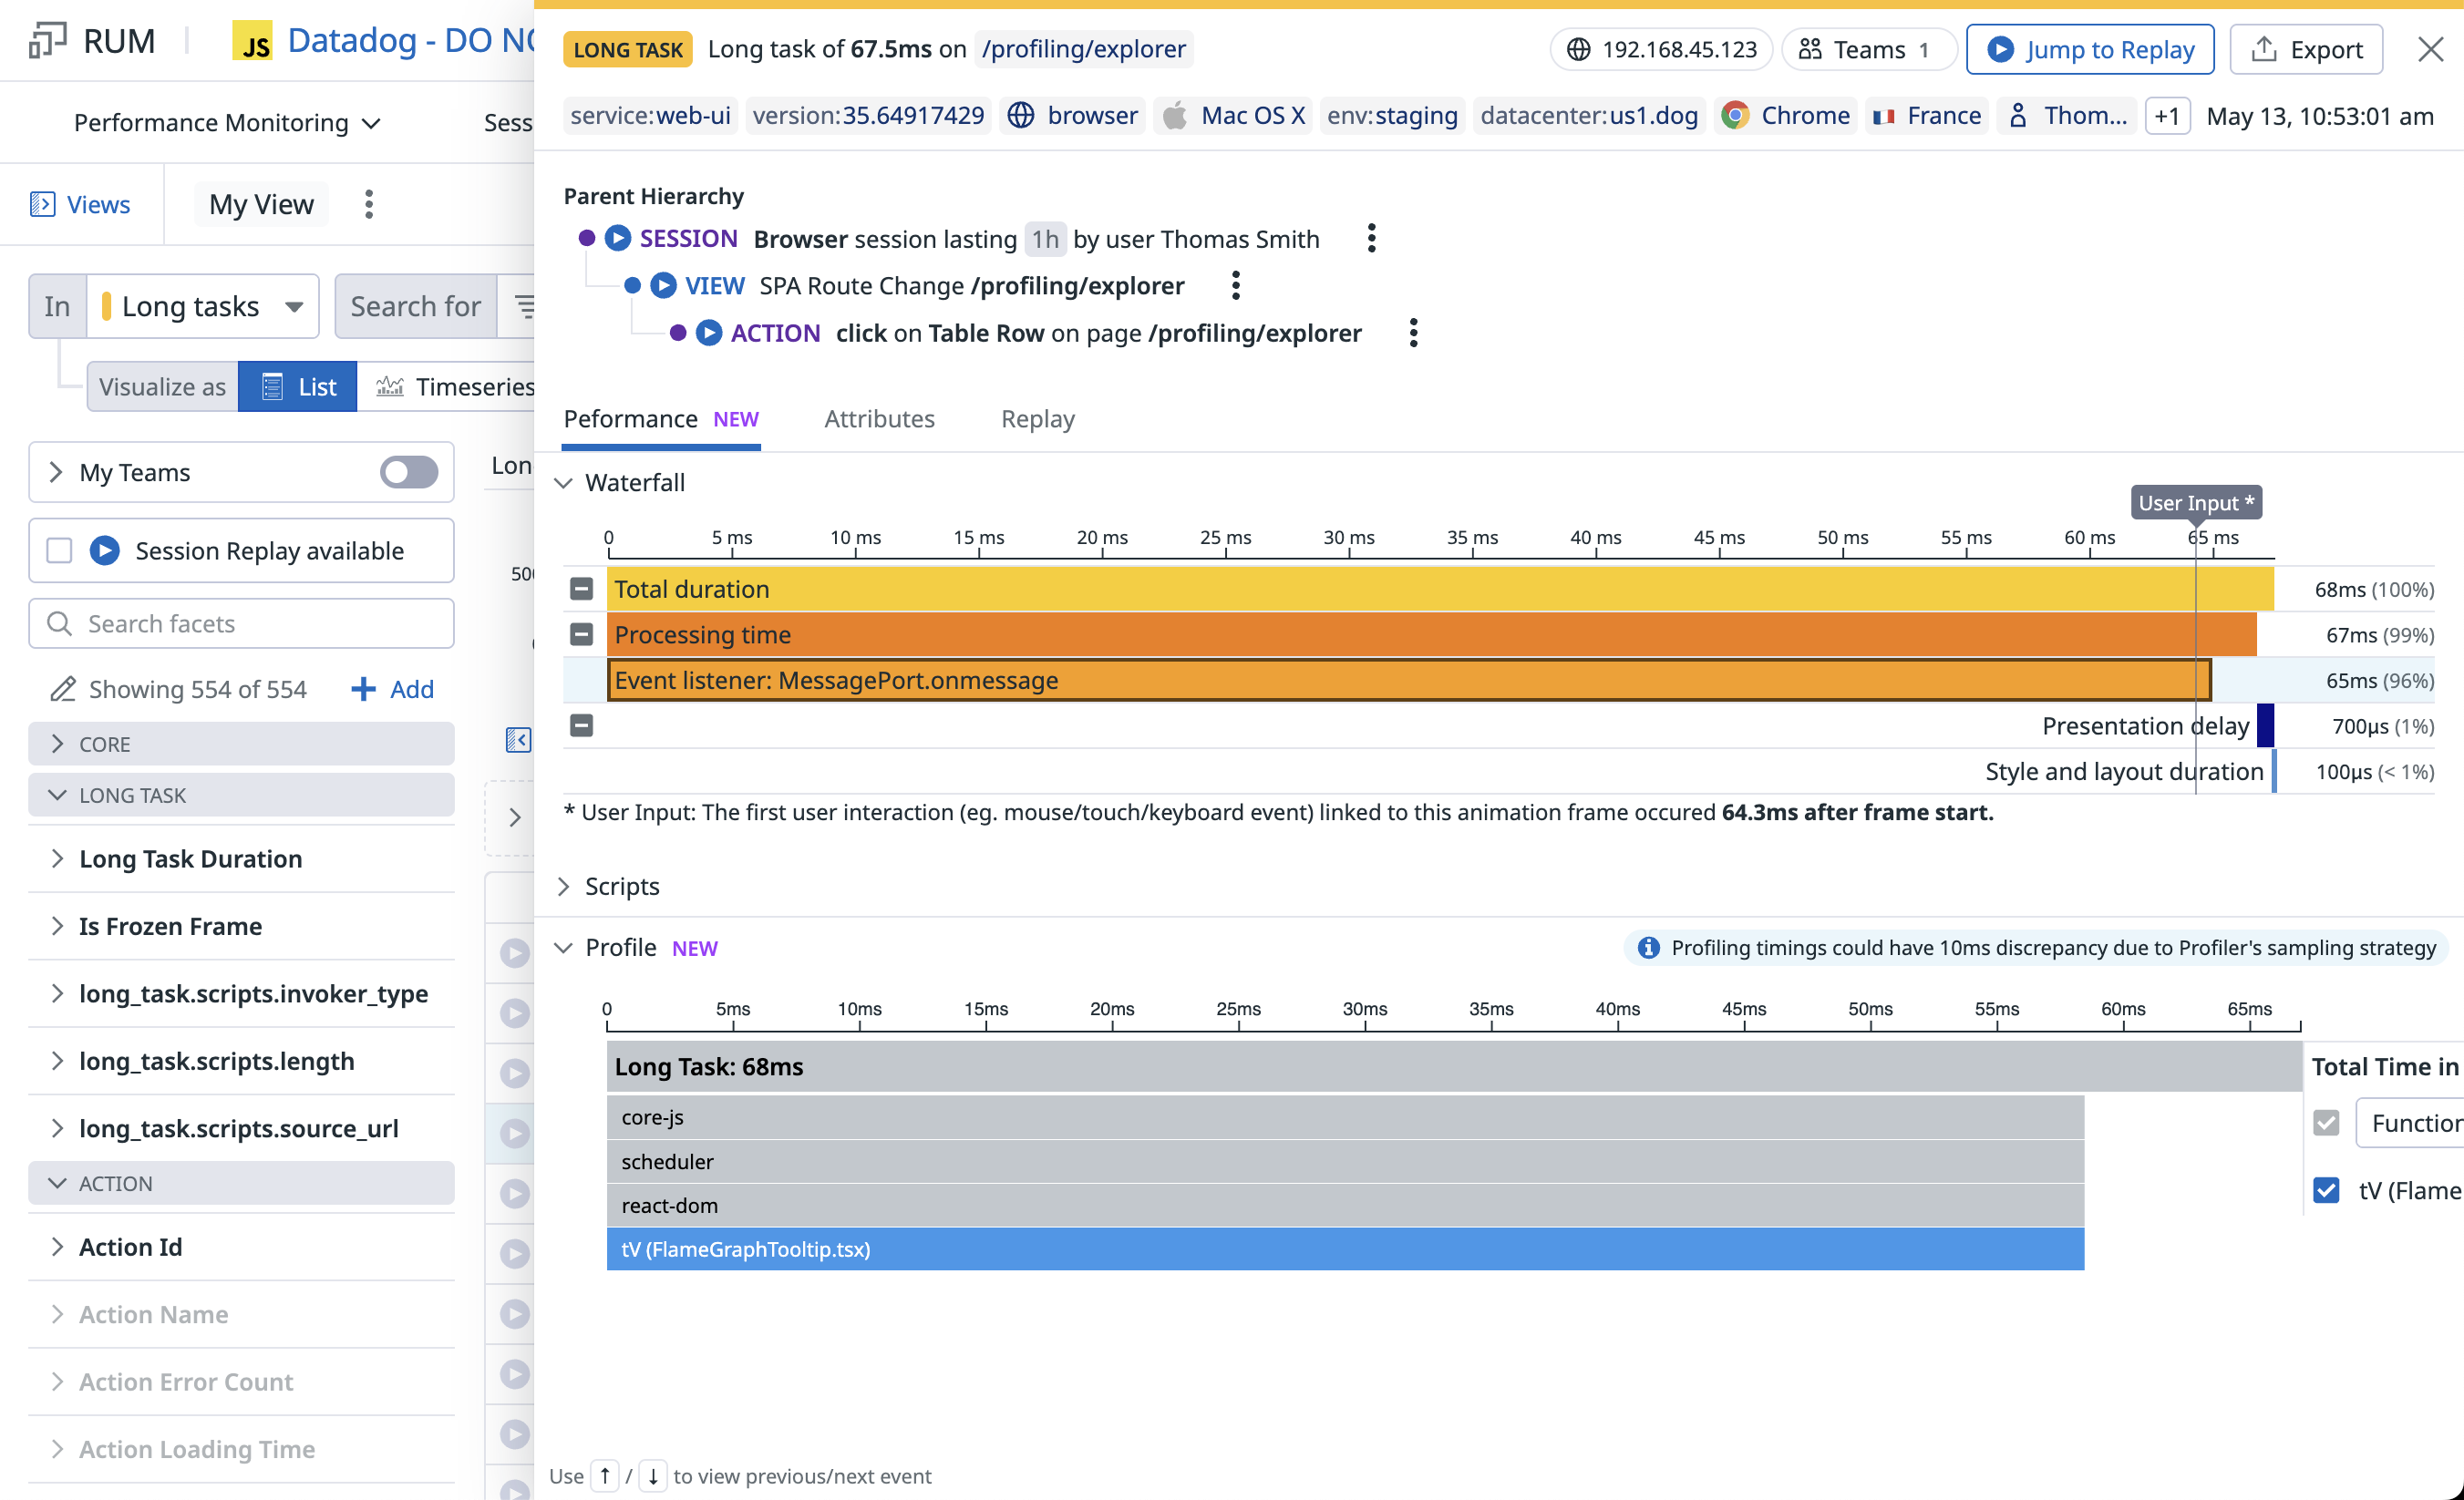 RUM
JS Datadog - DO NO
LONG TASK Long task of 67.5ms on /profiling/explorer
192.168.45.123 Teams 1 Jump to Replay Export
service:web-ui version:35.64917429 browser Mac OS X env:staging datacenter:us1.dog Chrome France Thom... +1 May 13, 10:53:01 am
Performance Monitoring Sess
Views My View
In Long tasks Search for
Visualize as List Timeseries
My Teams
Session Replay available
Search facets
Showing 554 of 554 + Add
CORE
LONG TASK
Long Task Duration
Is Frozen Frame
long_task.scripts.invoker_type
long_task.scripts.length
long_task.scripts.source_url
ACTION
Action Id
Action Name
Action Error Count
Action Loading Time
Lon
500
Parent Hierarchy
SESSION Browser session lasting 1h by user Thomas Smith
VIEW SPA Route Change /profiling/explorer
ACTION click on Table Row on page /profiling/explorer
Peformance NEW Attributes Replay
Waterfall
User Input *
0 5 ms 10 ms 15 ms 20 ms 25 ms 30 ms 35 ms 40 ms 45 ms 50 ms 55 ms 60 ms 65 ms
Total duration 68ms (100%)
Processing time 67ms (99%)
Event listener: MessagePort.onmessage 65ms (96%)
Presentation delay 700µs (1%)
Style and layout duration 100µs (< 1%)
* User Input: The first user interaction (eg. mouse/touch/keyboard event) linked to this animation frame occured 64.3ms after frame start.
Scripts
Profile NEW Profiling timings could have 10ms discrepancy due to Profiler's sampling strategy
0 5ms 10ms 15ms 20ms 25ms 30ms 35ms 40ms 45ms 50ms 55ms 60ms 65ms
Long Task: 68ms Total Time in
core-js Function
scheduler
react-dom tV (Flame
tV (FlameGraphTooltip.tsx)
Use ↑ / ↓ to view previous/next event